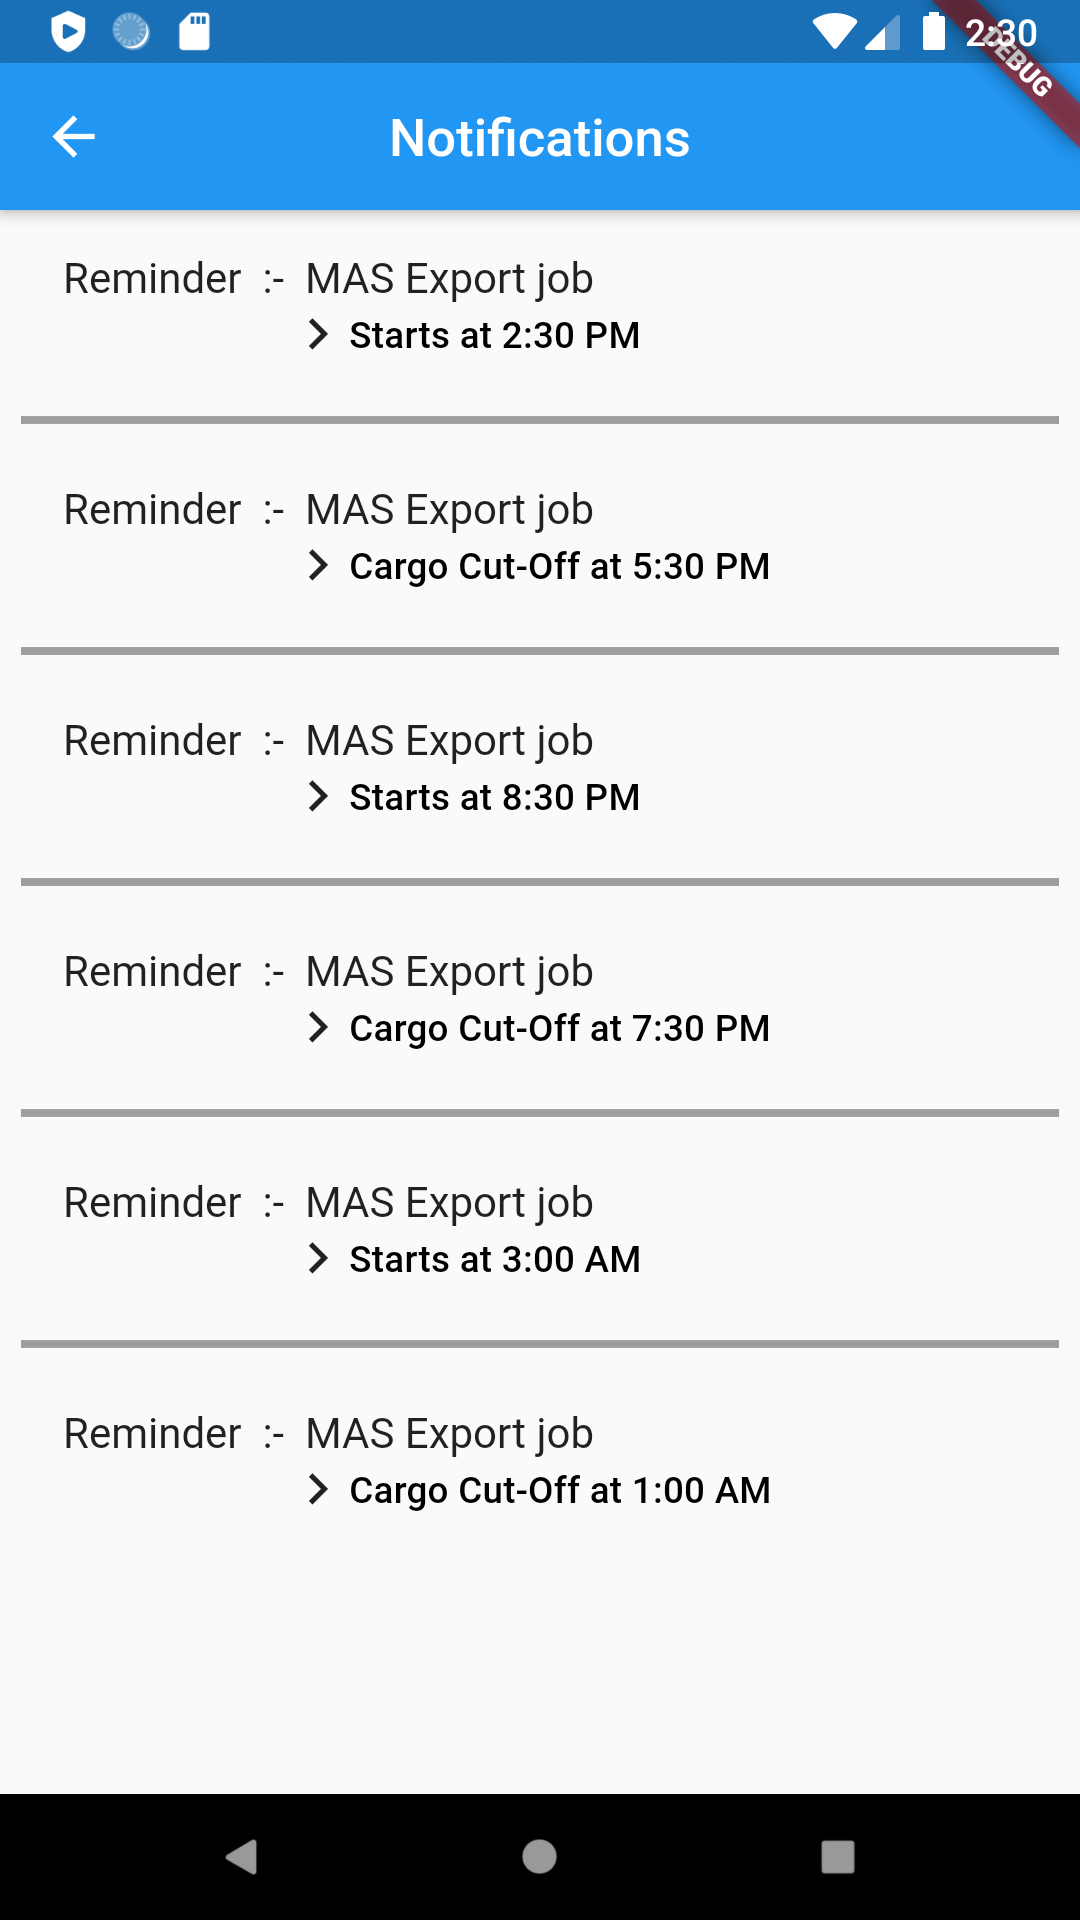 2:30
DEBUG
Notifications
Reminder :- MAS Export job
Starts at 2:30 PM
Reminder :- MAS Export job
Cargo Cut-Off at 5:30 PM
Reminder :- MAS Export job
Starts at 8:30 PM
Reminder :- MAS Export job
Cargo Cut-Off at 7:30 PM
Reminder :- MAS Export job
Starts at 3:00 AM
Reminder :- MAS Export job
Cargo Cut-Off at 1:00 AM